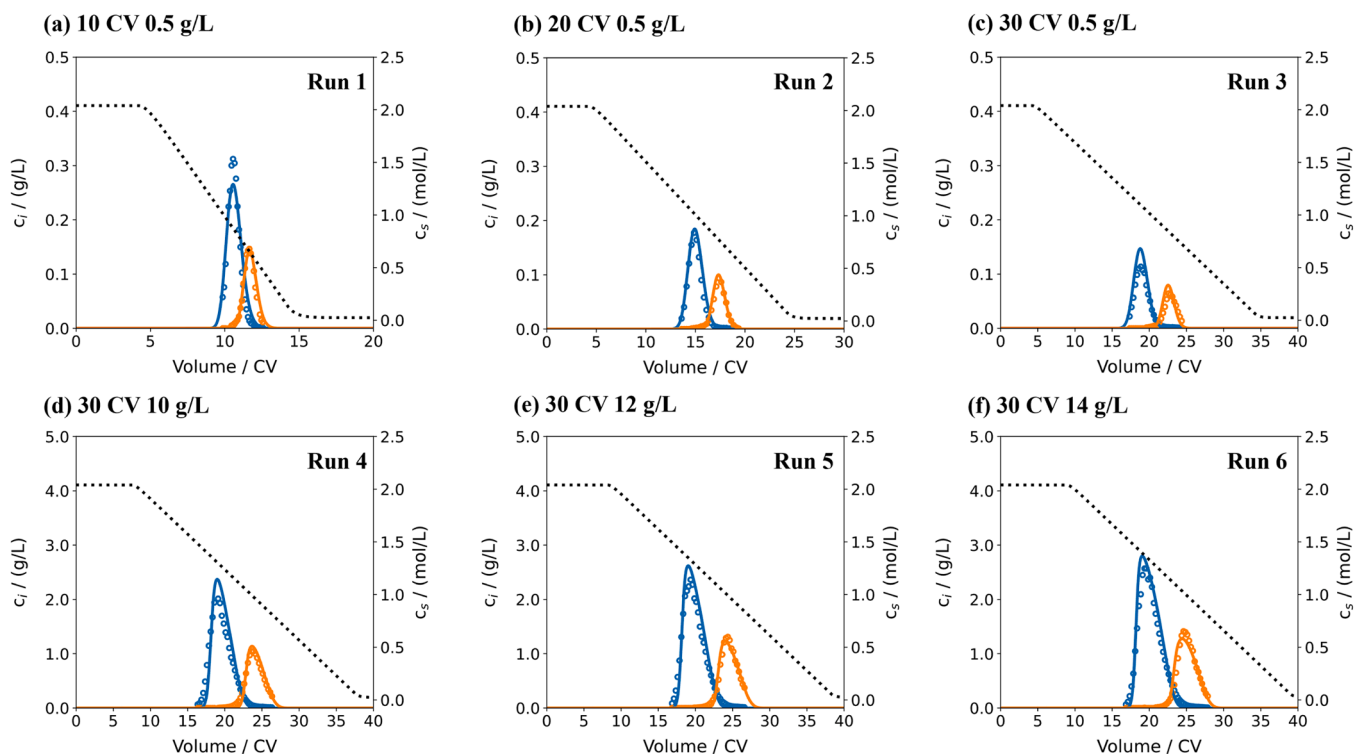 (a) 10 CV 0.5 g/L
(b) 20 CV 0.5 g/L
(c) 30 CV 0.5 g/L
Run 1
0.5
0.4
0.3
0.2
0.1
0.0
c_i / (g/L)
2.5
2.0
1.5
1.0
0.5
0.0
c_s / (mol/L)
0 5 10 15 20
Volume / CV
Run 2
0.5
0.4
0.3
0.2
0.1
0.0
c_i / (g/L)
2.5
2.0
1.5
1.0
0.5
0.0
c_s / (mol/L)
0 5 10 15 20 25 30
Volume / CV
Run 3
0.5
0.4
0.3
0.2
0.1
0.0
c_i / (g/L)
2.5
2.0
1.5
1.0
0.5
0.0
c_s / (mol/L)
0 5 10 15 20 25 30 35 40
Volume / CV
(d) 30 CV 10 g/L
(e) 30 CV 12 g/L
(f) 30 CV 14 g/L
Run 4
5.0
4.0
3.0
2.0
1.0
0.0
c_i / (g/L)
2.5
2.0
1.5
1.0
0.5
0.0
c_s / (mol/L)
0 5 10 15 20 25 30 35 40
Volume / CV
Run 5
5.0
4.0
3.0
2.0
1.0
0.0
c_i / (g/L)
2.5
2.0
1.5
1.0
0.5
0.0
c_s / (mol/L)
0 5 10 15 20 25 30 35 40
Volume / CV
Run 6
5.0
4.0
3.0
2.0
1.0
0.0
c_i / (g/L)
2.5
2.0
1.5
1.0
0.5
0.0
c_s / (mol/L)
0 5 10 15 20 25 30 35 40
Volume / CV